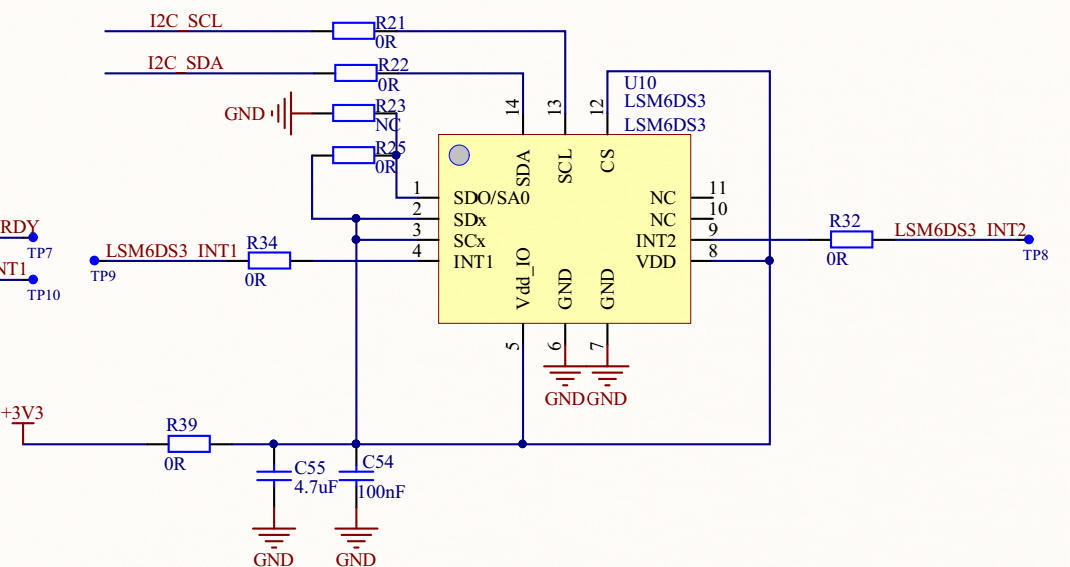 I2C_SCL
R21
0R
I2C_SDA
R22
0R
GND
R23
NC
R25
0R
14
13
12
U10
LSM6DS3
LSM6DS3
SDA
SCL
CS
1
SDO/SA0
2
SDx
3
SCx
4
INT1
NC
11
NC
10
INT2
9
VDD
8
Vdd_IO
GND
GND
5
6
7
GND
GND
RDY
TP7
NT1
TP10
TP9
LSM6DS3_INT1
R34
0R
R32
0R
LSM6DS3_INT2
TP8
+3V3
R39
0R
C55
4.7uF
C54
100nF
GND
GND